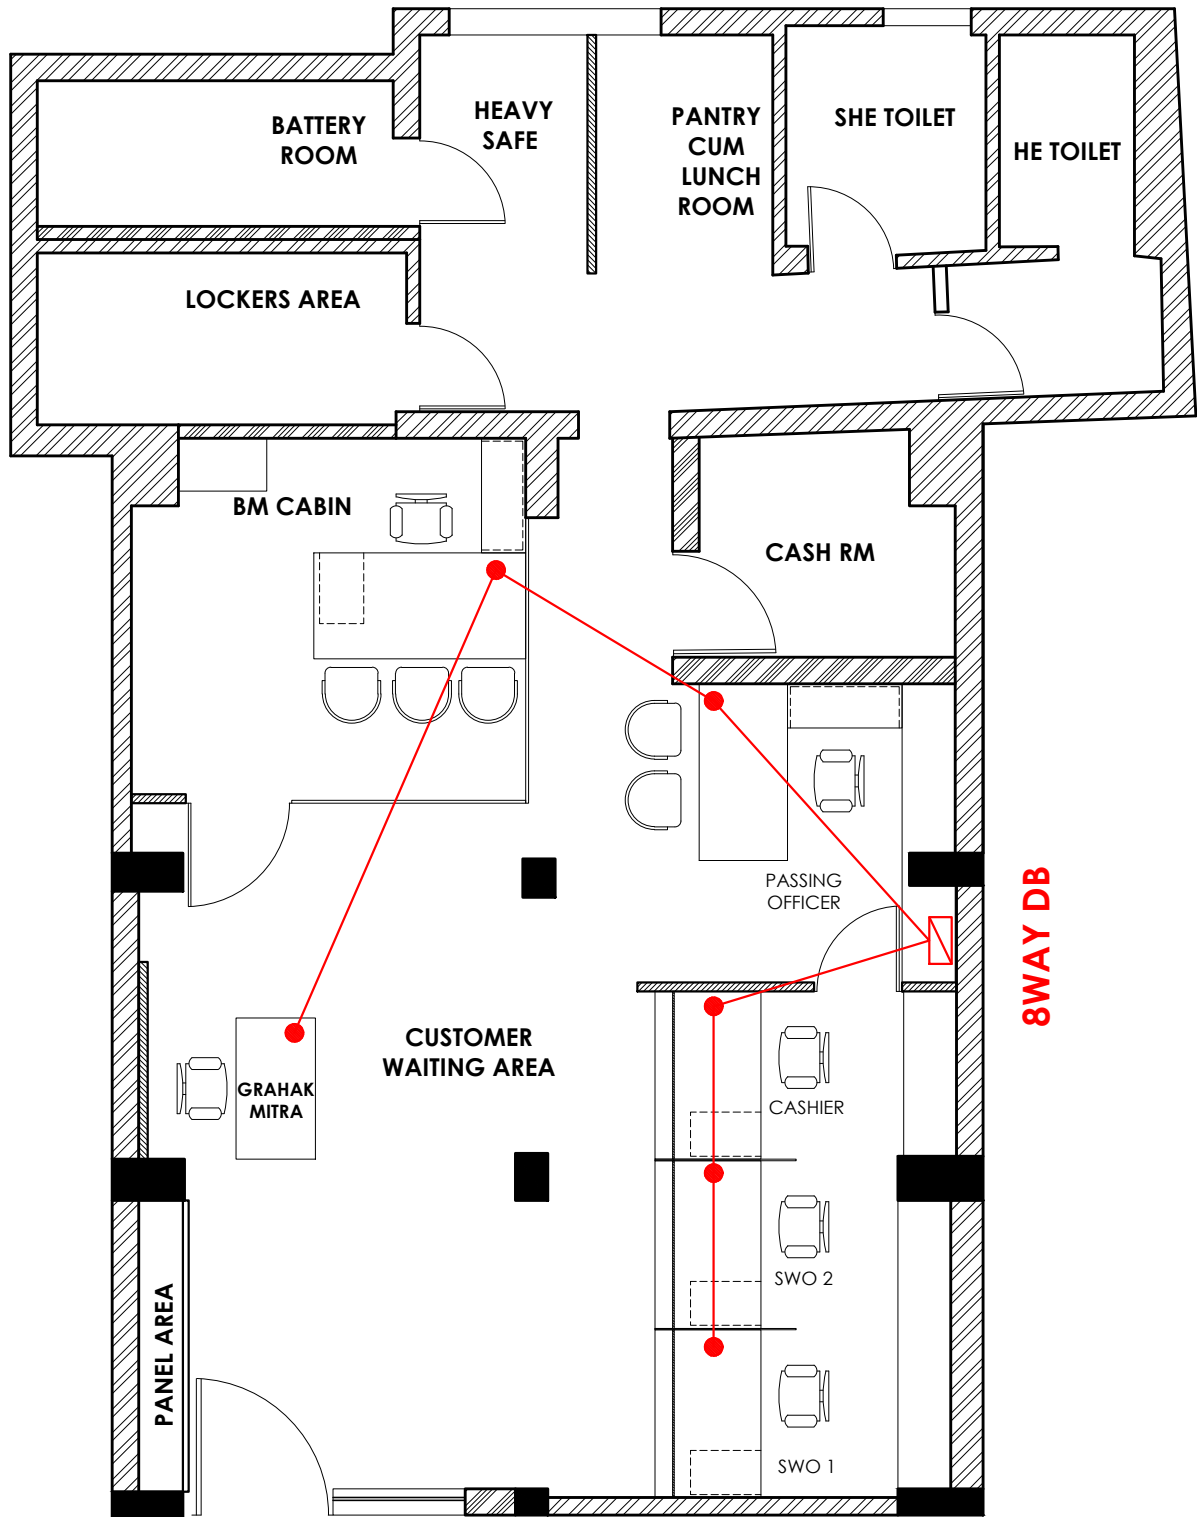 BATTERY
ROOM
HEAVY
SAFE
PANTRY
CUM
LUNCH
ROOM
SHE TOILET
HE TOILET
LOCKERS AREA
BM CABIN
CASH RM
PASSING
OFFICER
8WAY DB
CUSTOMER
WAITING AREA
GRAHAK
MITRA
CASHIER
SWO 2
PANEL AREA
SWO 1